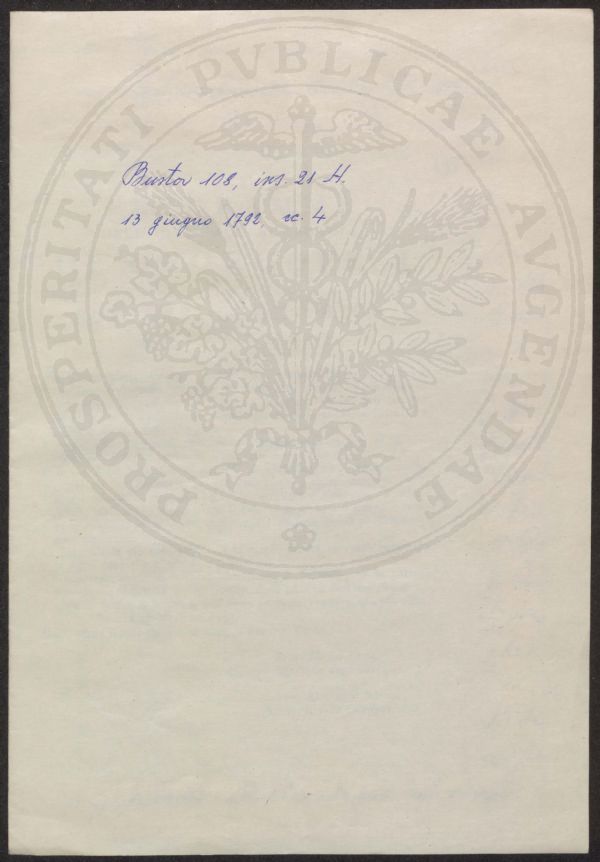 PROSPERITATI PVBLICAE AVGENDAE
Busta 108, ins. 21 H.
13 giugno 1792, cc. 4